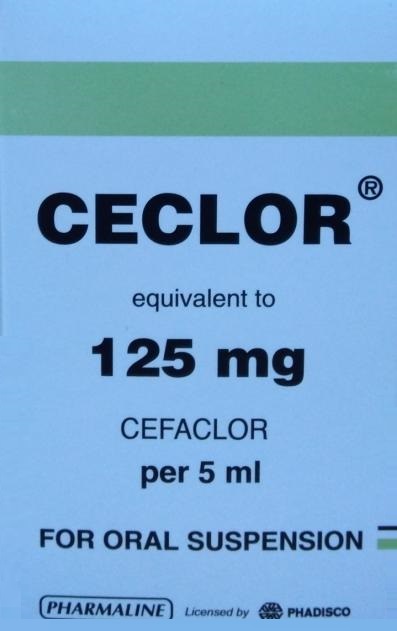 CECLOR®
equivalent to
125 mg
CEFACLOR
per 5 ml
FOR ORAL SUSPENSION
PHARMALINE Licensed by PHADISCO